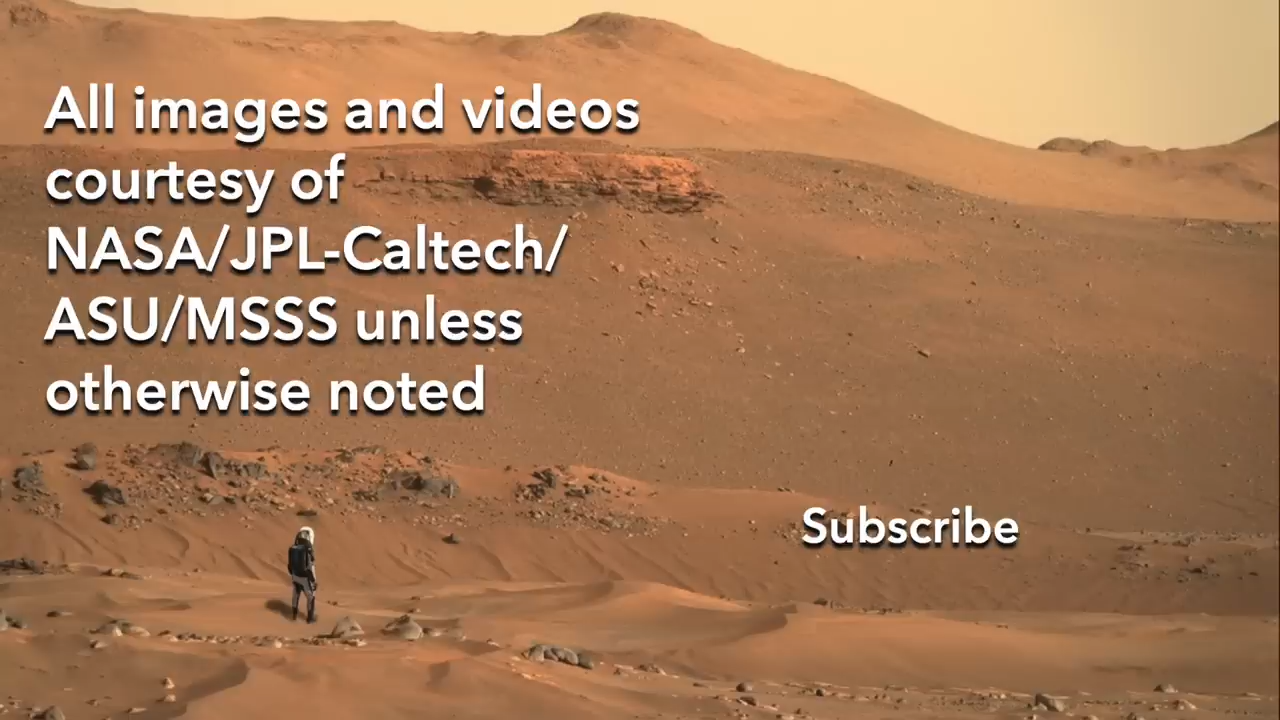 All images and videos
courtesy of
NASA/JPL-Caltech/
ASU/MSSS unless
otherwise noted
Subscribe